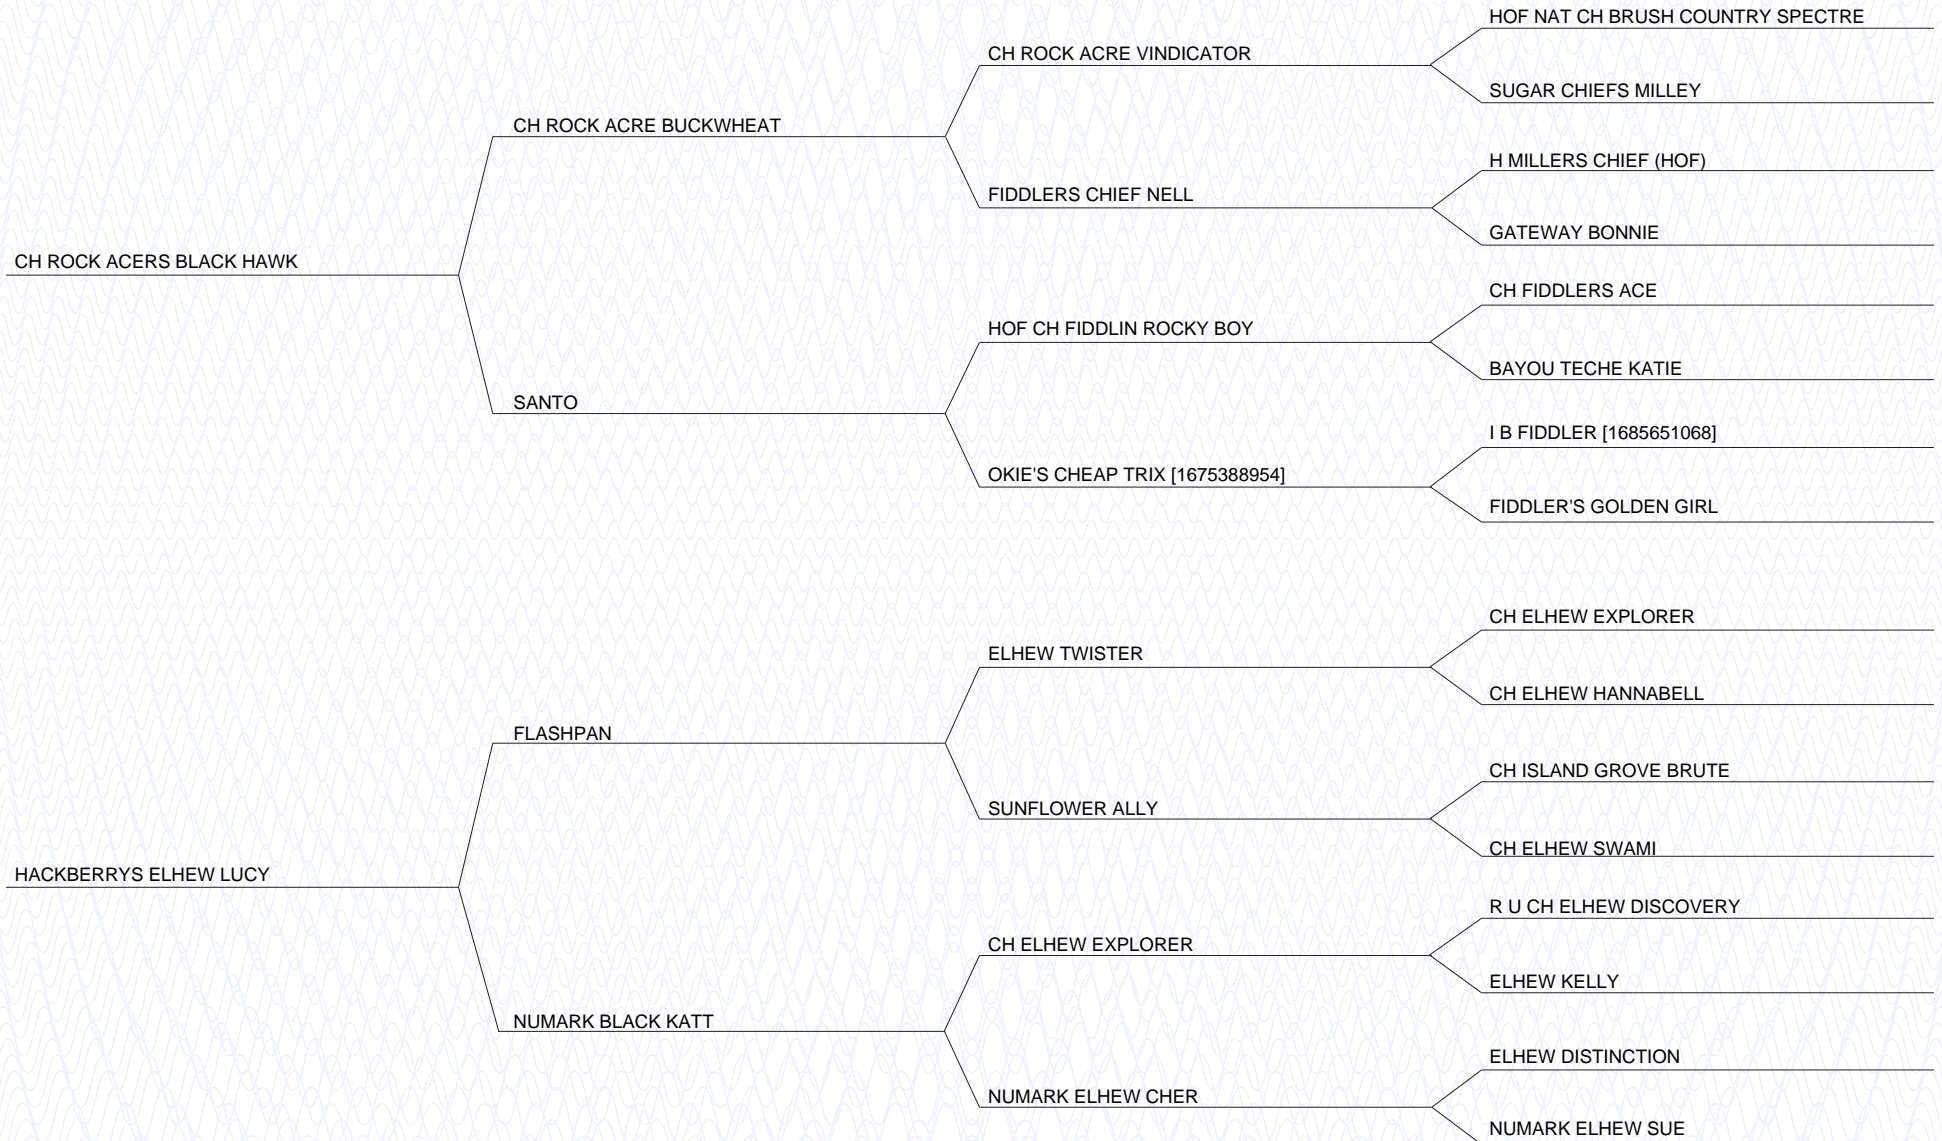 HOF NAT CH BRUSH COUNTRY SPECTRE
CH ROCK ACRE VINDICATOR
SUGAR CHIEFS MILLEY
CH ROCK ACRE BUCKWHEAT
H MILLERS CHIEF (HOF)
FIDDLERS CHIEF NELL
GATEWAY BONNIE
CH ROCK ACERS BLACK HAWK
CH FIDDLERS ACE
HOF CH FIDDLIN ROCKY BOY
BAYOU TECHE KATIE
SANTO
I B FIDDLER [1685651068]
OKIE'S CHEAP TRIX [1675388954]
FIDDLER'S GOLDEN GIRL
CH ELHEW EXPLORER
ELHEW TWISTER
CH ELHEW HANNABELL
FLASHPAN
CH ISLAND GROVE BRUTE
SUNFLOWER ALLY
CH ELHEW SWAMI
HACKBERRYS ELHEW LUCY
R U CH ELHEW DISCOVERY
CH ELHEW EXPLORER
ELHEW KELLY
NUMARK BLACK KATT
ELHEW DISTINCTION
NUMARK ELHEW CHER
NUMARK ELHEW SUE